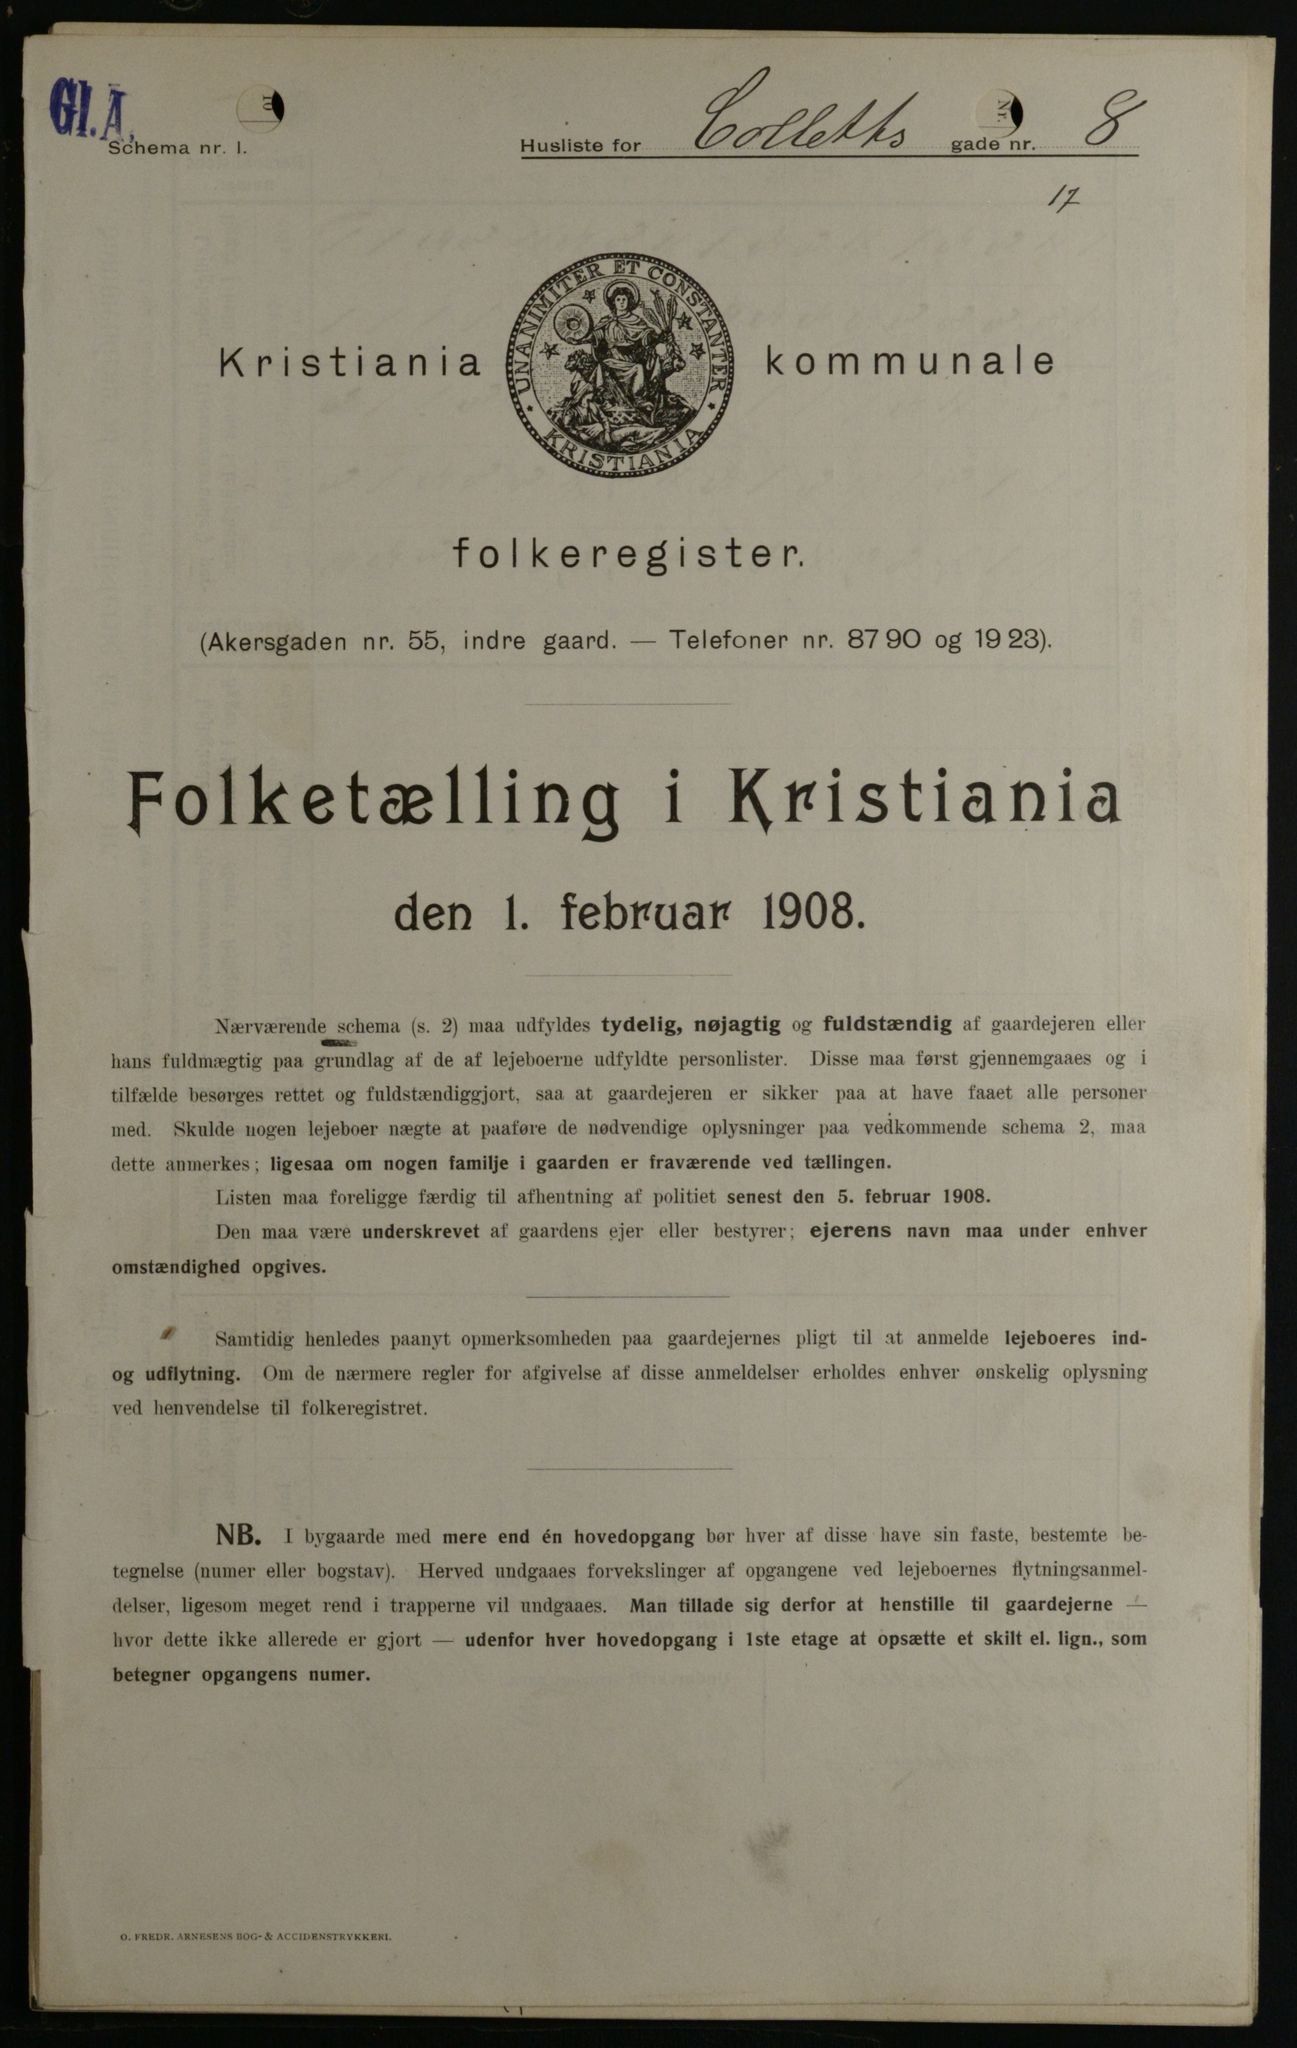 Gl. A.
Schema nr. 1.
Husliste for Colletts gade nr. 8
17
Kristiania kommunale
UNANIMITER ET CONSTANTER
KRISTIANIA
folkeregister.
(Akersgaden nr. 55, indre gaard. — Telefoner nr. 8790 og 1923).
Folketælling i Kristiania
den 1. februar 1908.
Nærværende schema (s. 2) maa udfyldes tydelig, nøjagtig og fuldstændig af gaardejeren eller
hans fuldmægtig paa grundlag af de af lejeboerne udfyldte personlister. Disse maa først gjennemgaaes og i
tilfælde besørges rettet og fuldstændiggjort, saa at gaardejeren er sikker paa at have faaet alle personer
med. Skulde nogen lejeboer nægte at paaføre de nødvendige oplysninger paa vedkommende schema 2, maa
dette anmerkes; ligesaa om nogen familje i gaarden er fraværende ved tællingen.
Listen maa foreligge færdig til afhentning af politiet senest den 5. februar 1908.
Den maa være underskrevet af gaardens ejer eller bestyrer; ejerens navn maa under enhver
omstændighed opgives.
Samtidig henledes paanyt opmerksomheden paa gaardejernes pligt til at anmelde lejeboeres ind-
og udflytning. Om de nærmere regler for afgivelse af disse anmeldelser erholdes enhver ønskelig oplysning
ved henvendelse til folkeregistret.
NB. I bygaarde med mere end én hovedopgang bør hver af disse have sin faste, bestemte be-
tegnelse (numer eller bogstav). Herved undgaaes forvekslinger af opgangene ved lejeboernes flytningsanmel-
delser, ligesom meget rend i trapperne vil undgaaes. Man tillade sig derfor at henstille til gaardejerne —
hvor dette ikke allerede er gjort — udenfor hver hovedopgang i 1ste etage at opsætte et skilt el. lign., som
betegner opgangens numer.
O. FREDR. ARNESENS BOG- & ACCIDENSTRYKKERI.